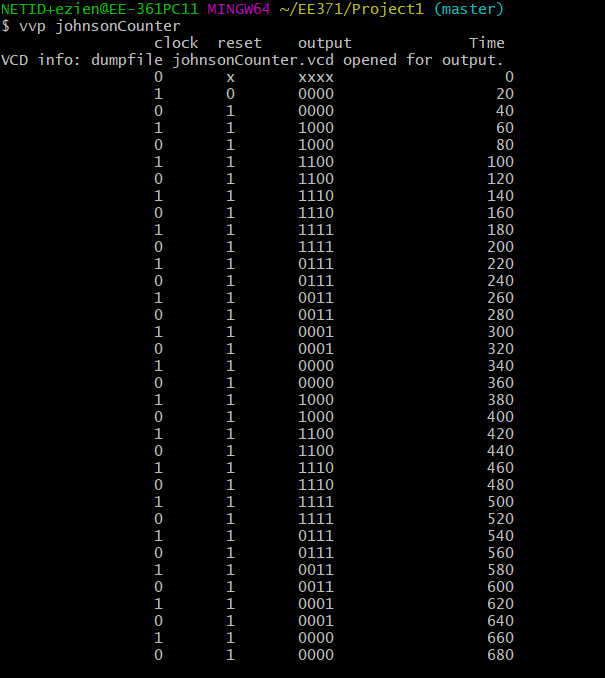 NETID+ezien@EE-361PC11 MINGW64 ~/EE371/Project1 (master)
$ vvp johnsonCounter
clock reset output Time
VCD info: dumpfile johnsonCounter.vcd opened for output.
0 x xxxx 0
1 0 0000 20
0 1 0000 40
1 1 1000 60
0 1 1000 80
1 1 1100 100
0 1 1100 120
1 1 1110 140
0 1 1110 160
1 1 1111 180
0 1 1111 200
1 1 0111 220
0 1 0111 240
1 1 0011 260
0 1 0011 280
1 1 0001 300
0 1 0001 320
1 1 0000 340
0 1 0000 360
1 1 1000 380
0 1 1000 400
1 1 1100 420
0 1 1100 440
1 1 1110 460
0 1 1110 480
1 1 1111 500
0 1 1111 520
1 1 0111 540
0 1 0111 560
1 1 0011 580
0 1 0011 600
1 1 0001 620
0 1 0001 640
1 1 0000 660
0 1 0000 680